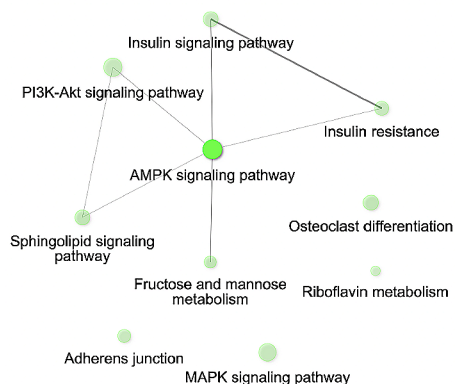 Insulin signaling pathway
PI3K-Akt signaling pathway
Insulin resistance
AMPK signaling pathway
Osteoclast differentiation
Sphingolipid signaling
pathway
Fructose and mannose
metabolism
Riboflavin metabolism
Adherens junction
MAPK signaling pathway